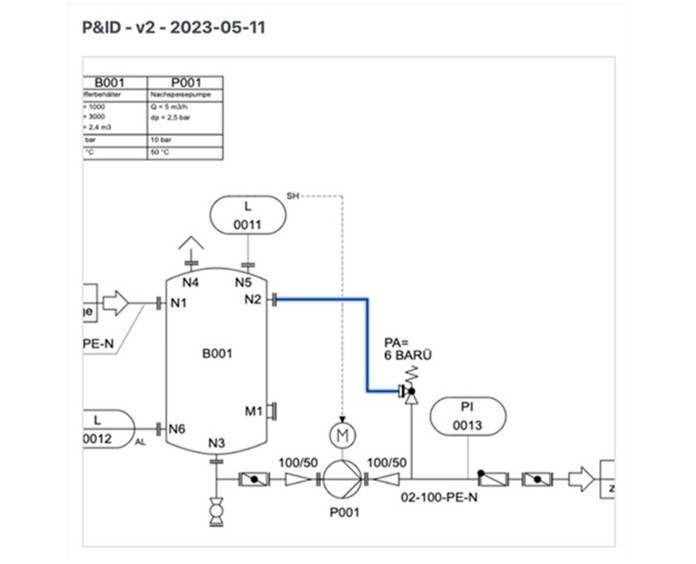 P&ID - v2 - 2023-05-11
B001 P001
fferbehälter Nachspeisepumpe
= 1000 Q = 5 m3/h
= 3000 dp = 2,5 bar
= 2,4 m3
bar 10 bar
°C 50 °C
SH
L
0011
N4 N5
N2
N1
ge
PE-N
PA=
6 BARÜ
B001
PI
0013
M1
L
0012
AL
N6
M
N3
100/50 100/50
02-100-PE-N
P001
z